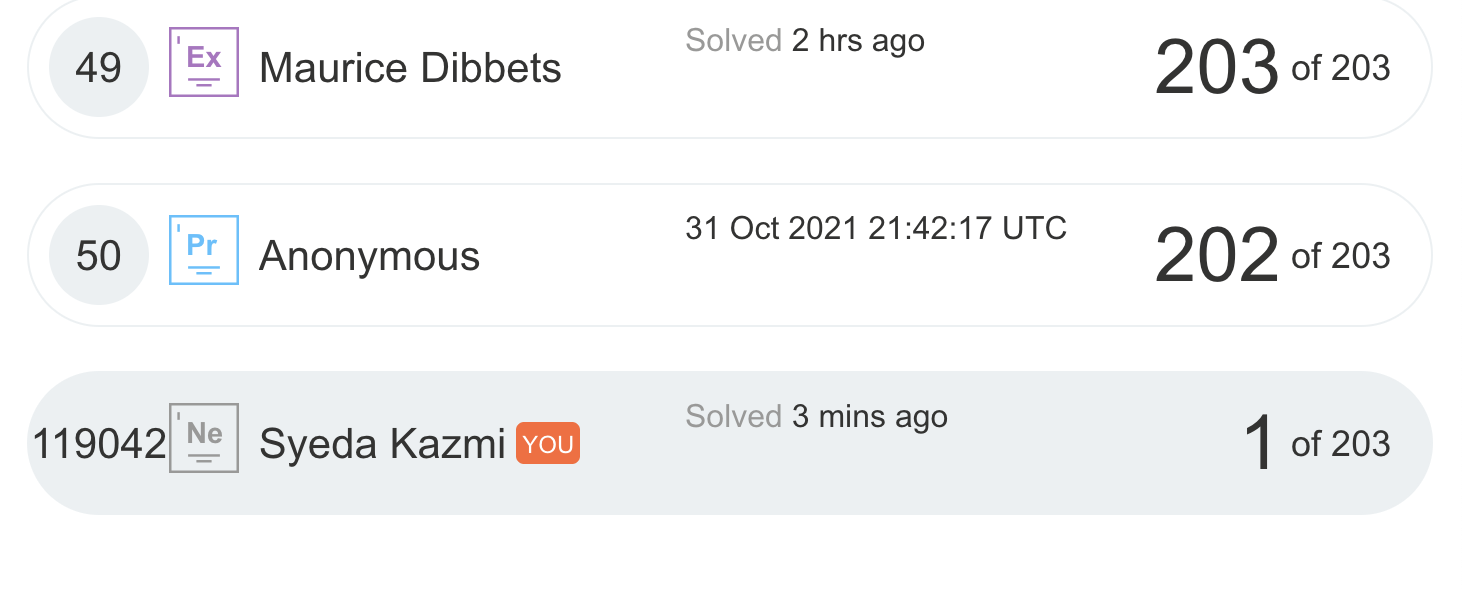 49 Ex Maurice Dibbets Solved 2 hrs ago 203 of 203
50 Pr Anonymous 31 Oct 2021 21:42:17 UTC 202 of 203
119042 Ne Syeda Kazmi YOU Solved 3 mins ago 1 of 203